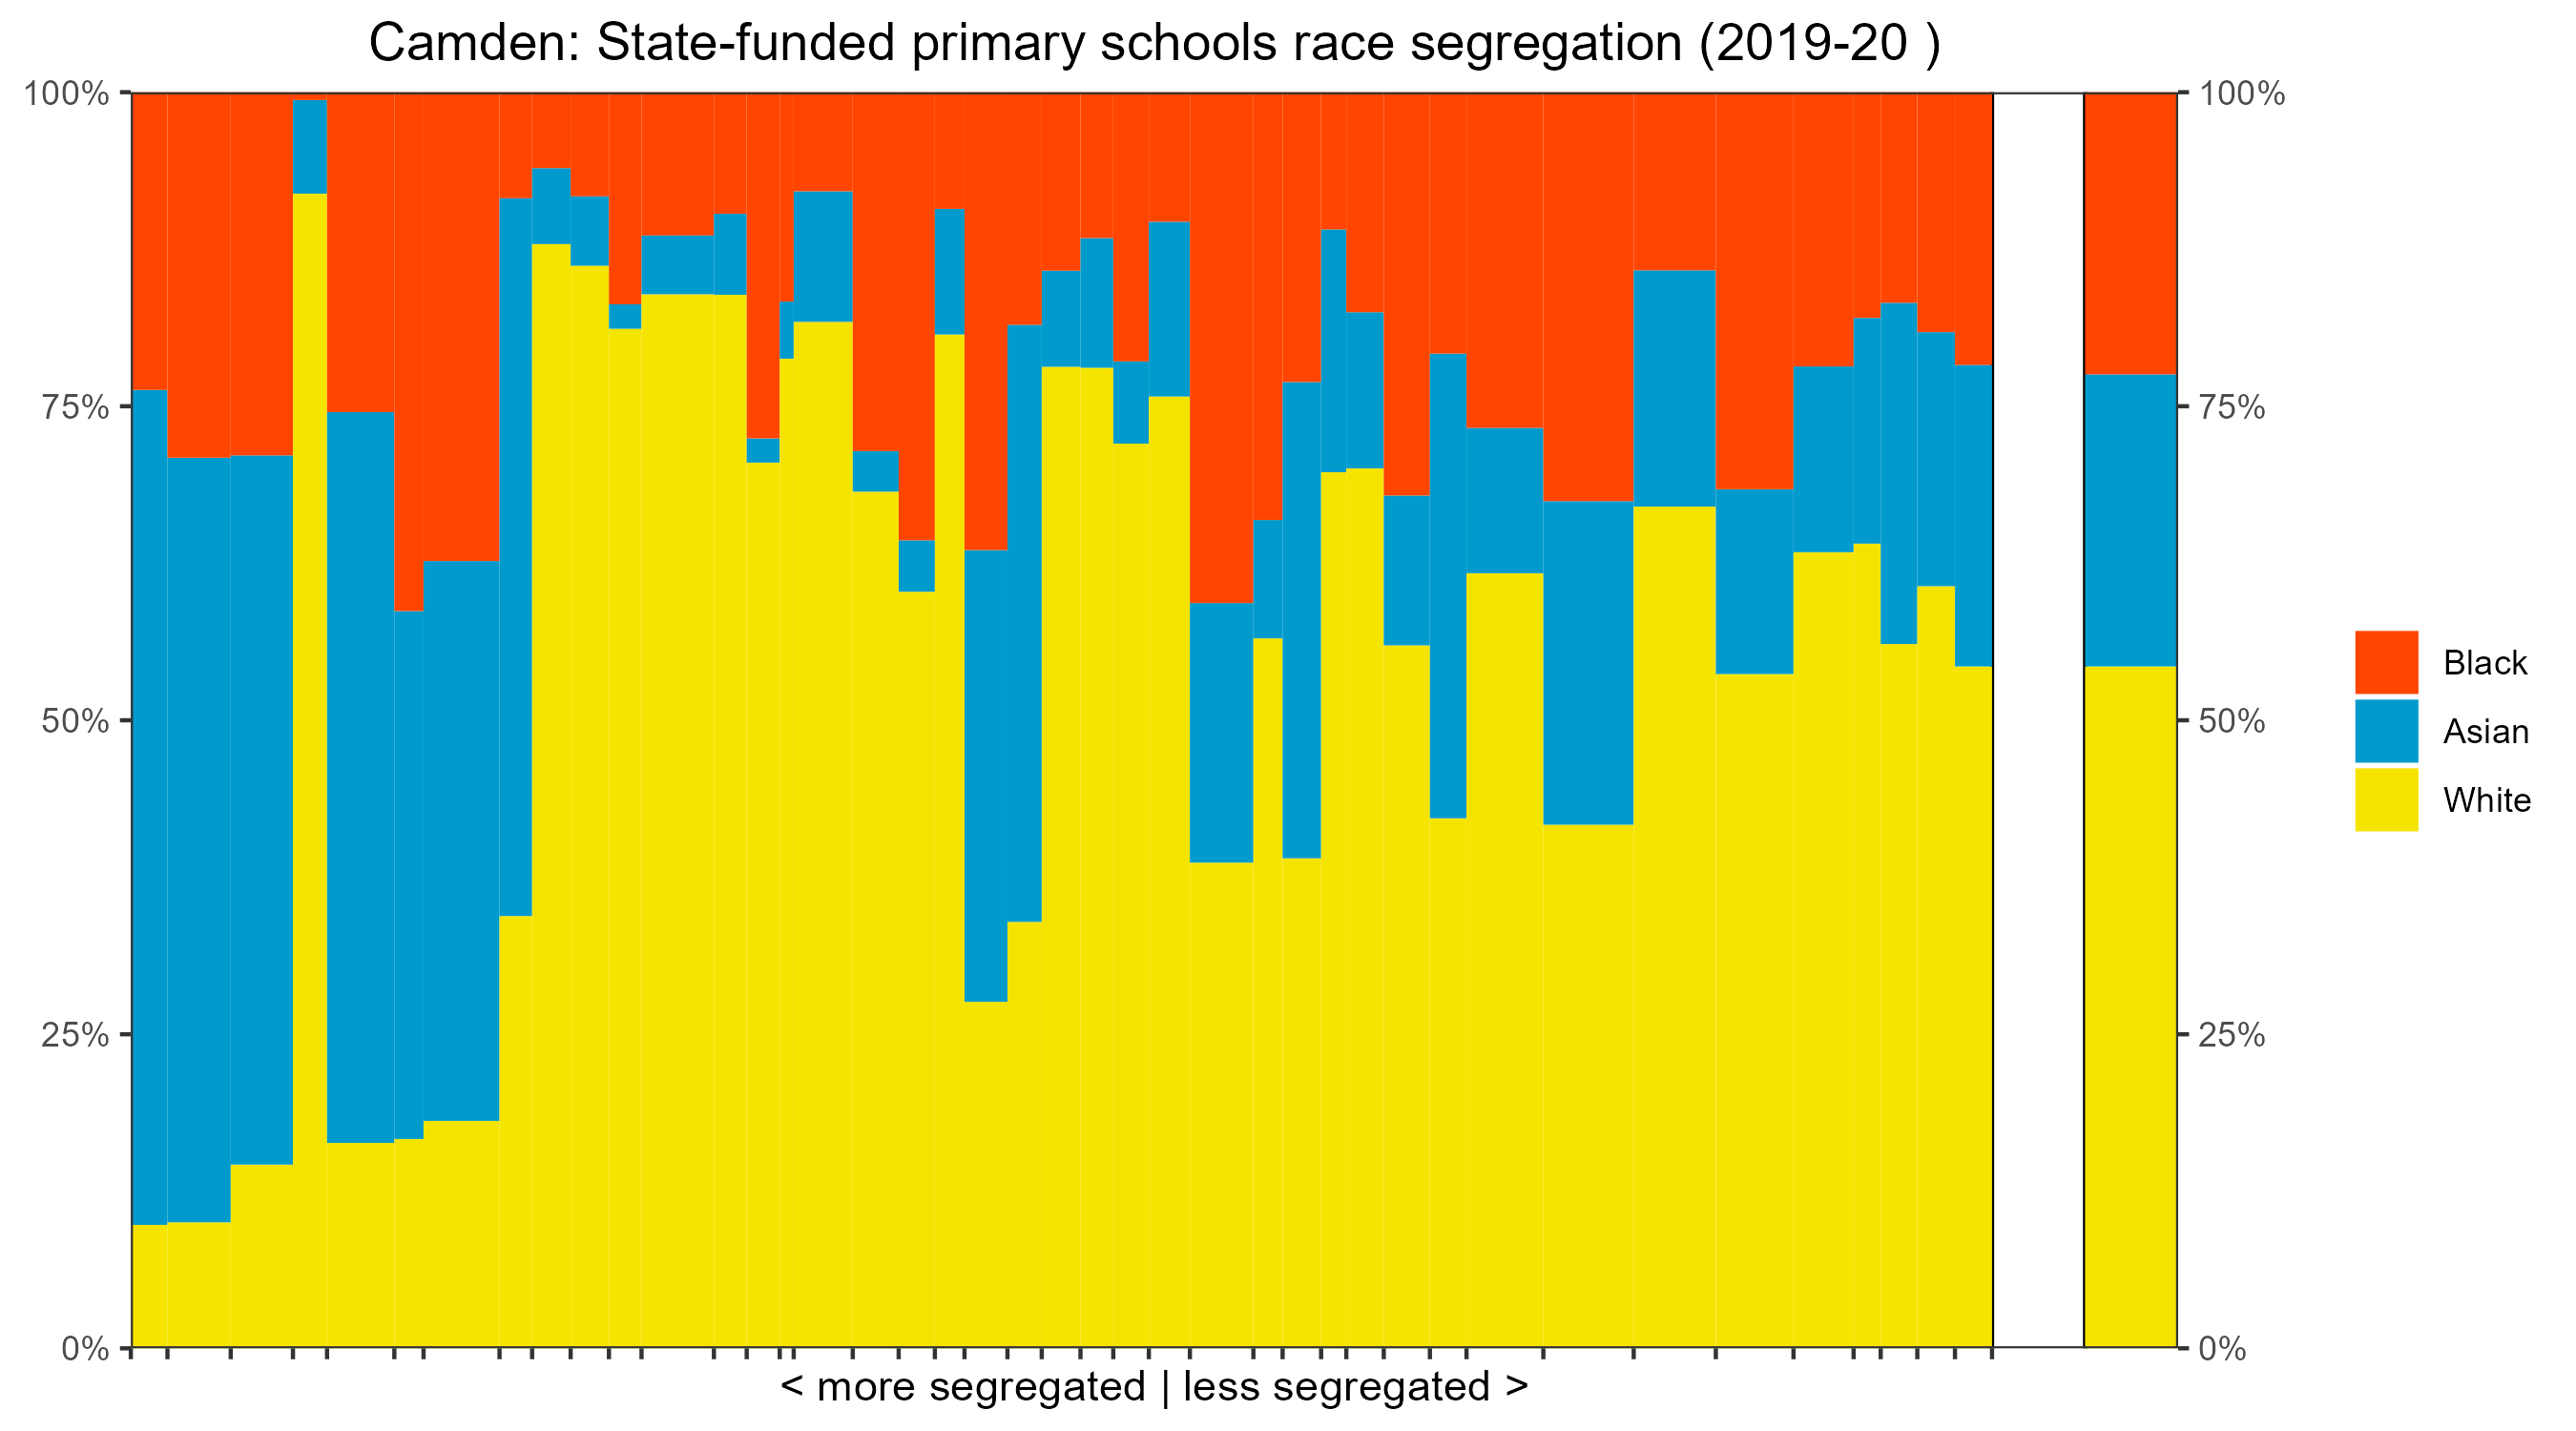 Camden: State-funded primary schools race segregation (2019-20 )
100%
75%
50%
25%
0%
100%
75%
50%
25%
0%
Black
Asian
White
< more segregated | less segregated >